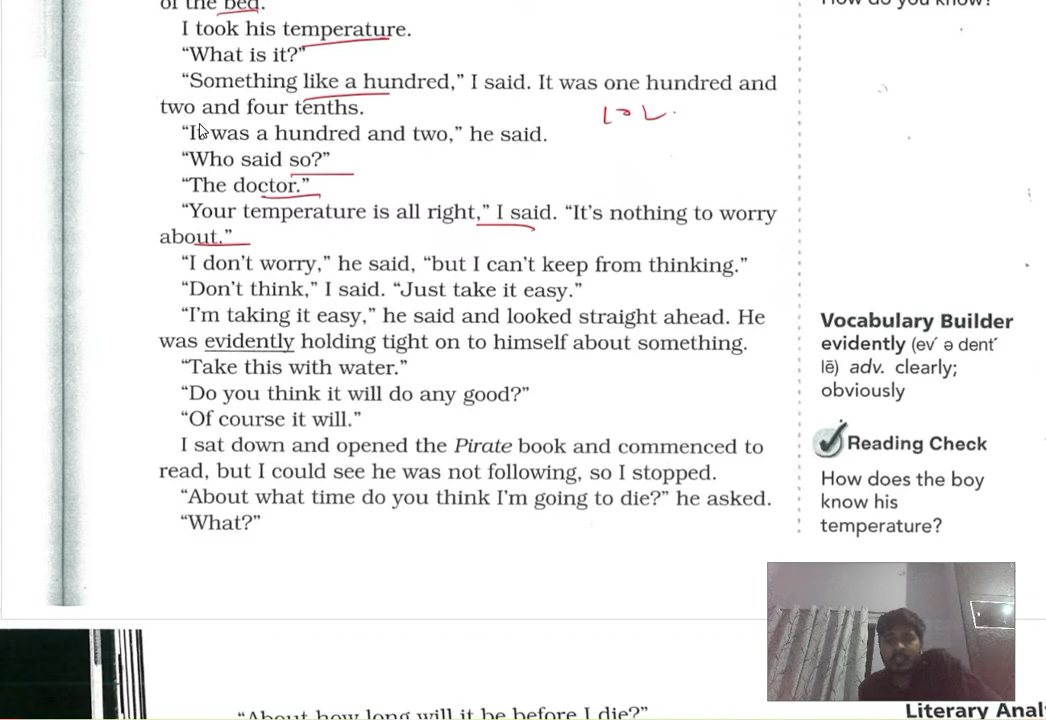 of the bed.
I took his temperature.
“What is it?”
“Something like a hundred,” I said. It was one hundred and
two and four tenths.
102.
“It was a hundred and two,” he said.
“Who said so?”
“The doctor.”
“Your temperature is all right,” I said. “It’s nothing to worry
about.”
“I don’t worry,” he said, “but I can’t keep from thinking.”
“Don’t think,” I said. “Just take it easy.”
“I’m taking it easy,” he said and looked straight ahead. He
was evidently holding tight on to himself about something.
“Take this with water.”
“Do you think it will do any good?”
“Of course it will.”
I sat down and opened the Pirate book and commenced to
read, but I could see he was not following, so I stopped.
“About what time do you think I’m going to die?” he asked.
“What?”
How do you know?
Vocabulary Builder
evidently (ev´ ə dent´
lē) adv. clearly;
obviously
Reading Check
How does the boy
know his
temperature?
“About how long will it be before I die?”
Literary Anal